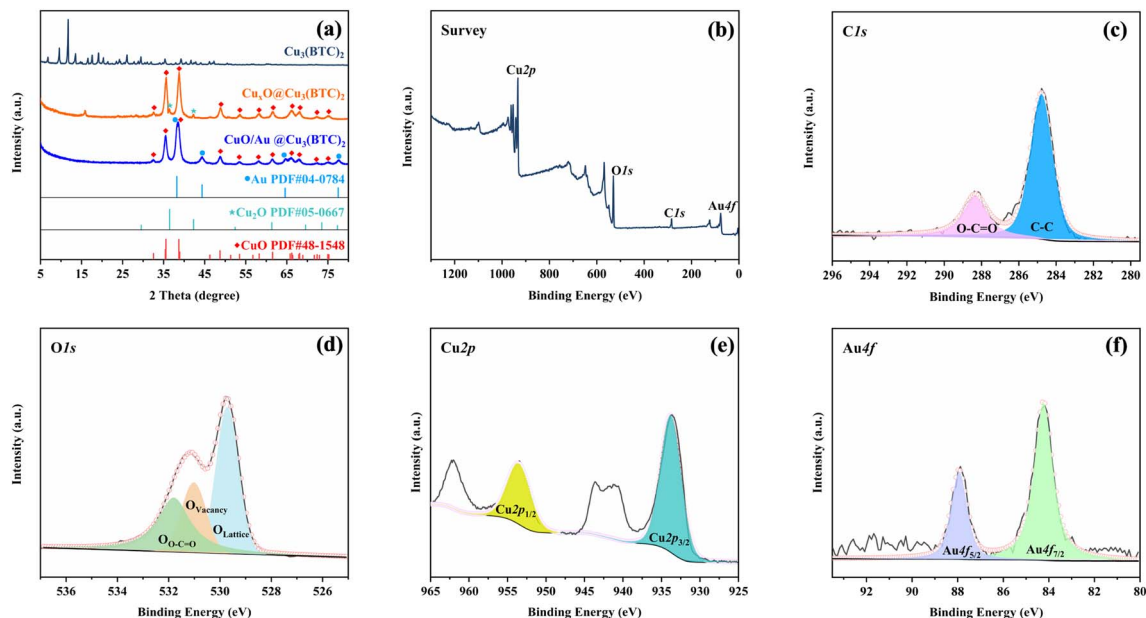 (a)
Cu₃(BTC)₂
CuₓO@Cu₃(BTC)₂
CuO/Au @Cu₃(BTC)₂
●Au PDF#04-0784
*Cu₂O PDF#05-0667
◆CuO PDF#48-1548
Intensity (a.u.)
5 15 25 35 45 55 65 75
2 Theta (degree)
Survey
(b)
Cu2p
O1s
C1s
Au4f
Intensity (a.u.)
1300 1200 1000 800 600 400 200 0
Binding Energy (eV)
C1s
(c)
O-C=O
C-C
Intensity (a.u.)
296 294 292 290 288 286 284 282 280
Binding Energy (eV)
O1s
(d)
O_Vacancy
O_Lattice
O_O-C=O
Intensity (a.u.)
536 534 532 530 528 526
Binding Energy (eV)
Cu2p
(e)
Cu2p₁/₂
Cu2p₃/₂
Intensity (a.u.)
965 960 955 950 945 940 935 930 925
Binding Energy (eV)
Au4f
(f)
Au4f₅/₂
Au4f₇/₂
Intensity (a.u.)
92 90 88 86 84 82 80
Binding Energy (eV)